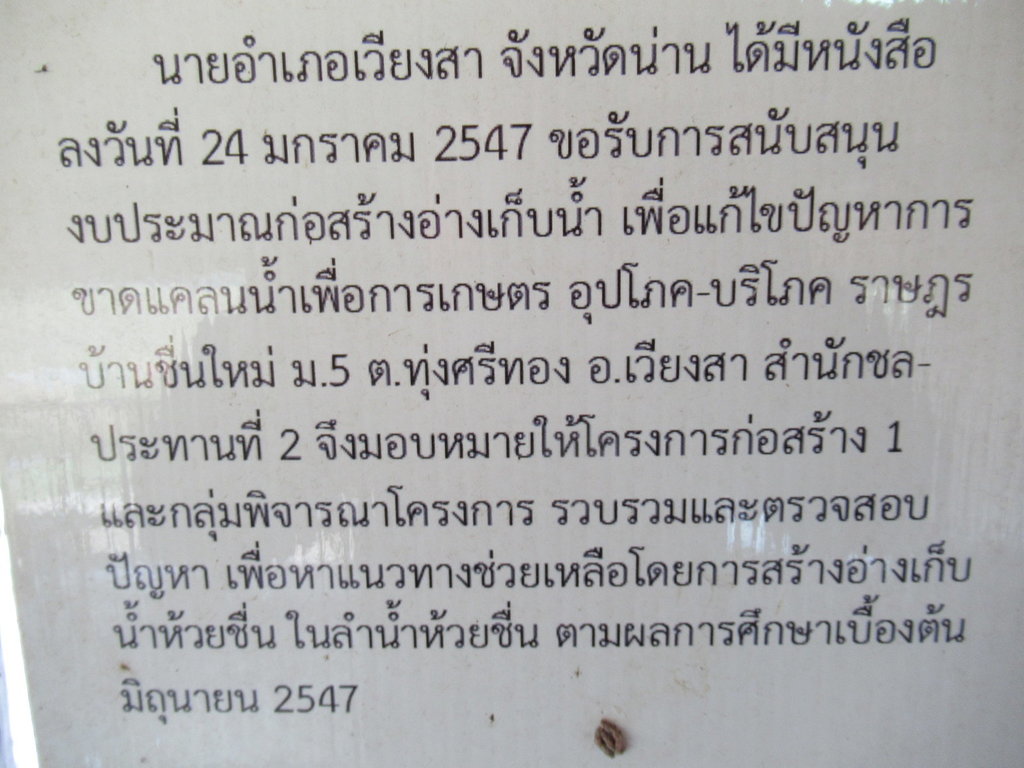 นายอำเภอเวียงสา จังหวัดน่าน ได้มีหนังสือ
ลงวันที่ 24 มกราคม 2547 ขอรับการสนับสนุน
งบประมาณก่อสร้างอ่างเก็บน้ำ เพื่อแก้ไขปัญหาการ
ขาดแคลนน้ำเพื่อการเกษตร อุปโภค-บริโภค ราษฎร
บ้านชื่นใหม่ ม.5 ต.ทุ่งศรีทอง อ.เวียงสา สำนักชล-
ประทานที่ 2 จึงมอบหมายให้โครงการก่อสร้าง 1
และกลุ่มพิจารณาโครงการ รวบรวมและตรวจสอบ
ปัญหา เพื่อหาแนวทางช่วยเหลือโดยการสร้างอ่างเก็บ
น้ำห้วยชื่น ในลำน้ำห้วยชื่น ตามผลการศึกษาเบื้องต้น
มิถุนายน 2547